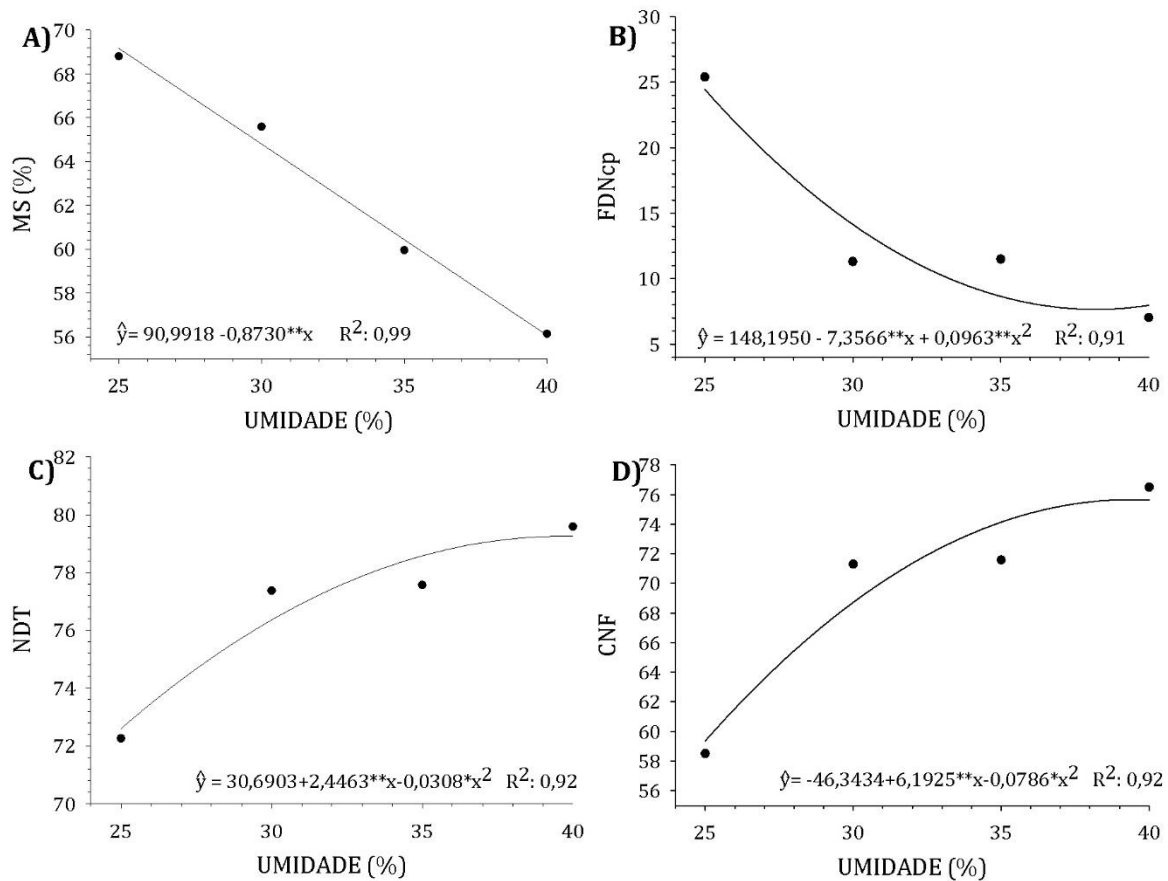 A)
70
68
66
64
62
60
58
56
MS (%)
ŷ= 90,9918 -0,8730**x R²: 0,99
25 30 35 40
UMIDADE (%)
B)
30
25
20
15
10
5
FDNcp
ŷ = 148,1950 - 7,3566**x + 0,0963**x² R²: 0,91
25 30 35 40
UMIDADE (%)
C)
82
80
78
76
74
72
70
NDT
ŷ = 30,6903+2,4463**x-0,0308*x² R²: 0,92
25 30 35 40
UMIDADE (%)
D)
78
76
74
72
70
68
66
64
62
60
58
56
CNF
ŷ= -46,3434+6,1925**x-0,0786*x² R²: 0,92
25 30 35 40
UMIDADE (%)